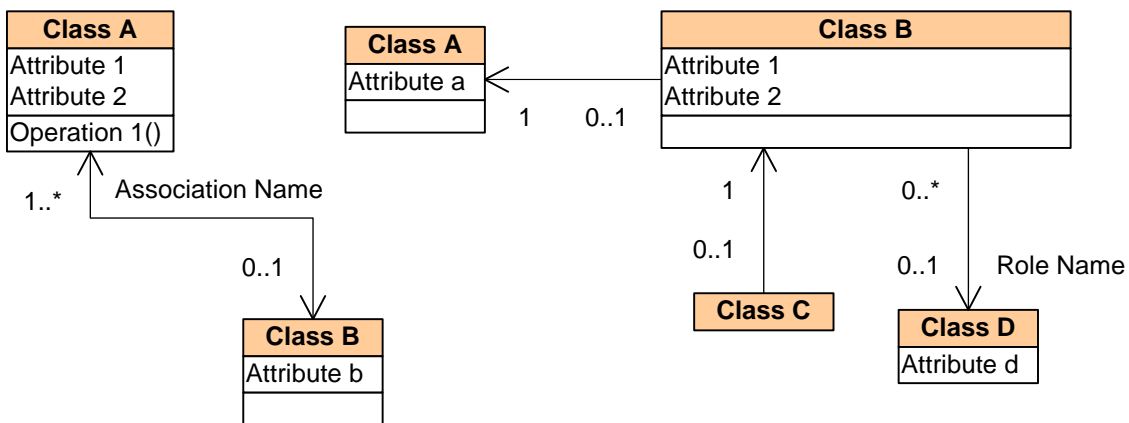 Class A
Attribute 1
Attribute 2
Operation 1()
1..*
Association Name
0..1
Class B
Attribute b
Class A
Attribute a
1
0..1
Class B
Attribute 1
Attribute 2
1
0..1
Class C
0..*
0..1
Role Name
Class D
Attribute d